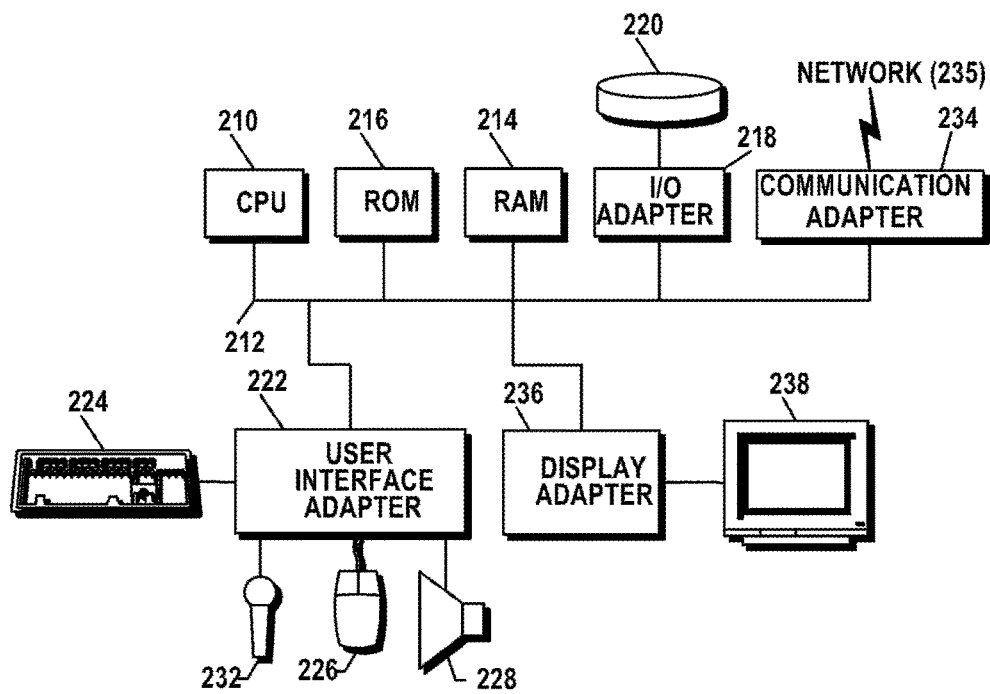 220
NETWORK (235)
210
216
214
218
234
CPU
ROM
RAM
I/O
ADAPTER
COMMUNICATION
ADAPTER
212
222
224
236
238
USER
INTERFACE
ADAPTER
DISPLAY
ADAPTER
232
226
228